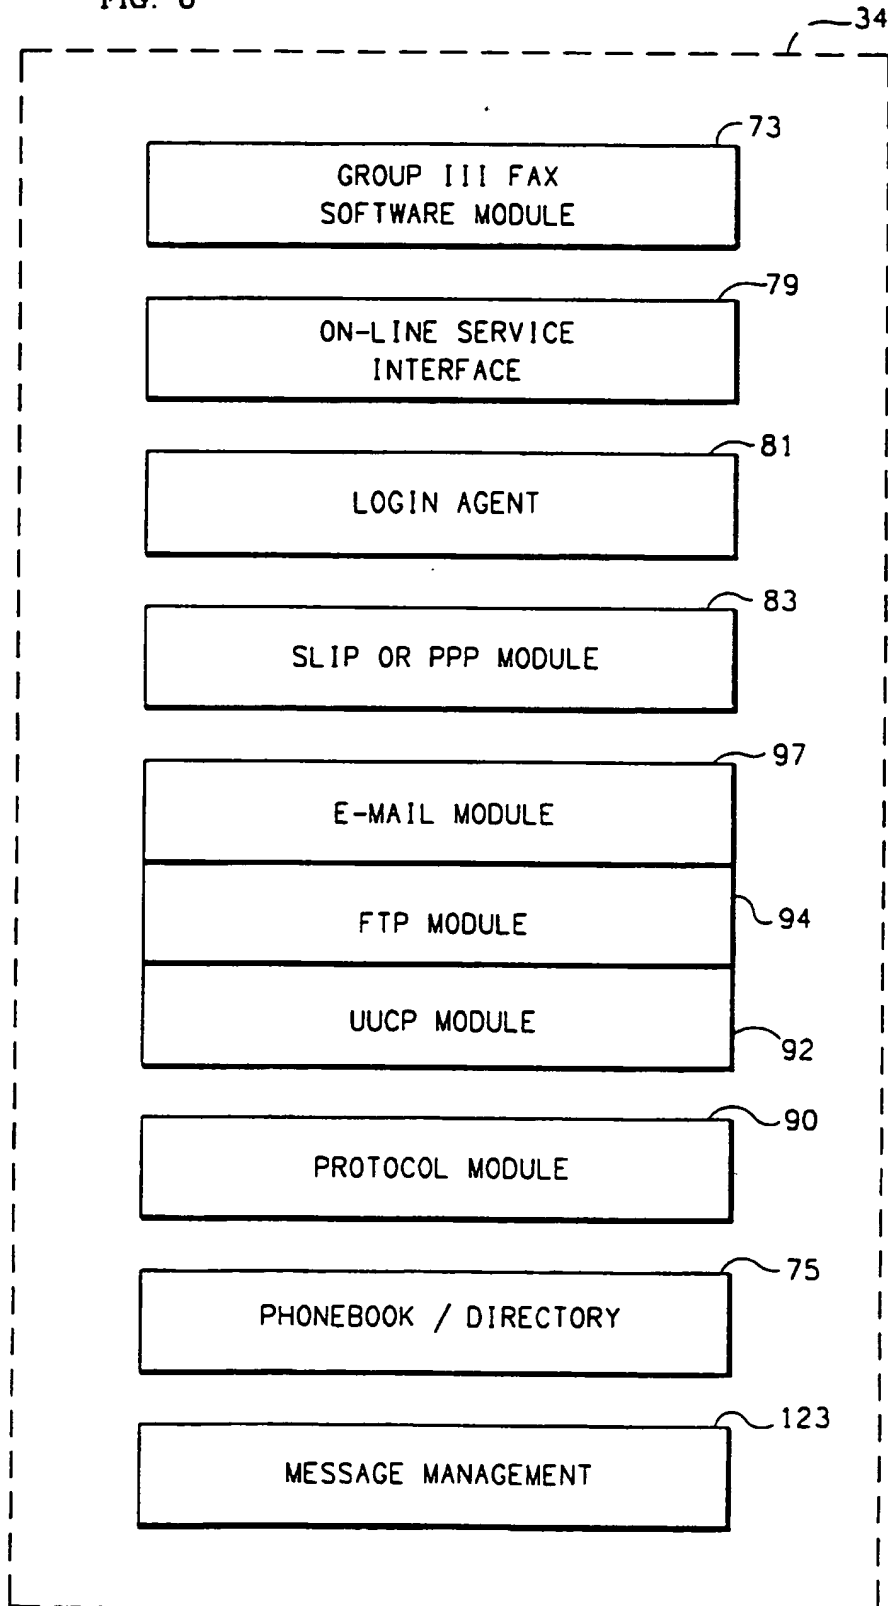 FIG.
34
73
GROUP III FAX
SOFTWARE MODULE
79
ON-LINE SERVICE
INTERFACE
81
LOGIN AGENT
83
SLIP OR PPP MODULE
97
E-MAIL MODULE
FTP MODULE
94
UUCP MODULE
92
90
PROTOCOL MODULE
75
PHONEBOOK / DIRECTORY
123
MESSAGE MANAGEMENT